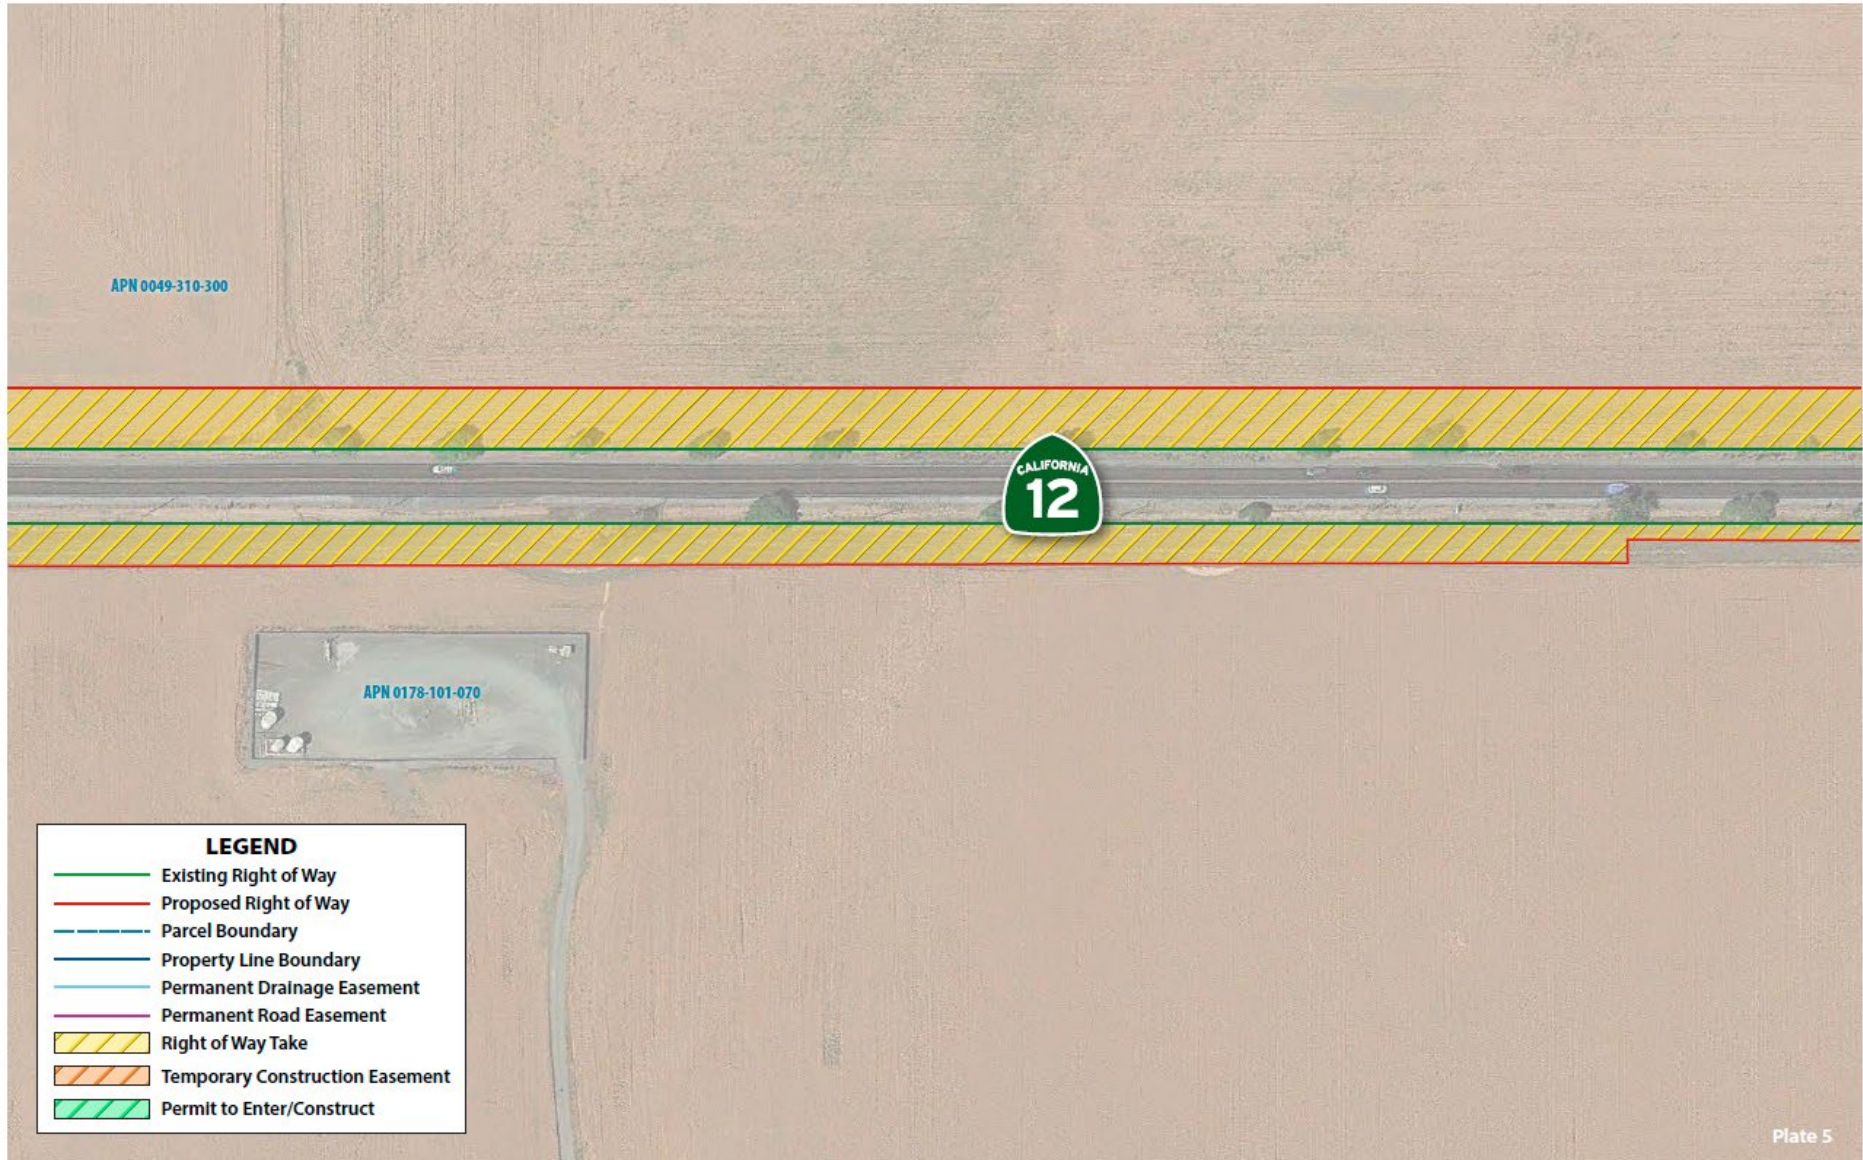 APN 0049-310-300
CALIFORNIA
12
APN 0178-101-070
LEGEND
Existing Right of Way
Proposed Right of Way
Parcel Boundary
Property Line Boundary
Permanent Drainage Easement
Permanent Road Easement
Right of Way Take
Temporary Construction Easement
Permit to Enter/Construct
Plate 5